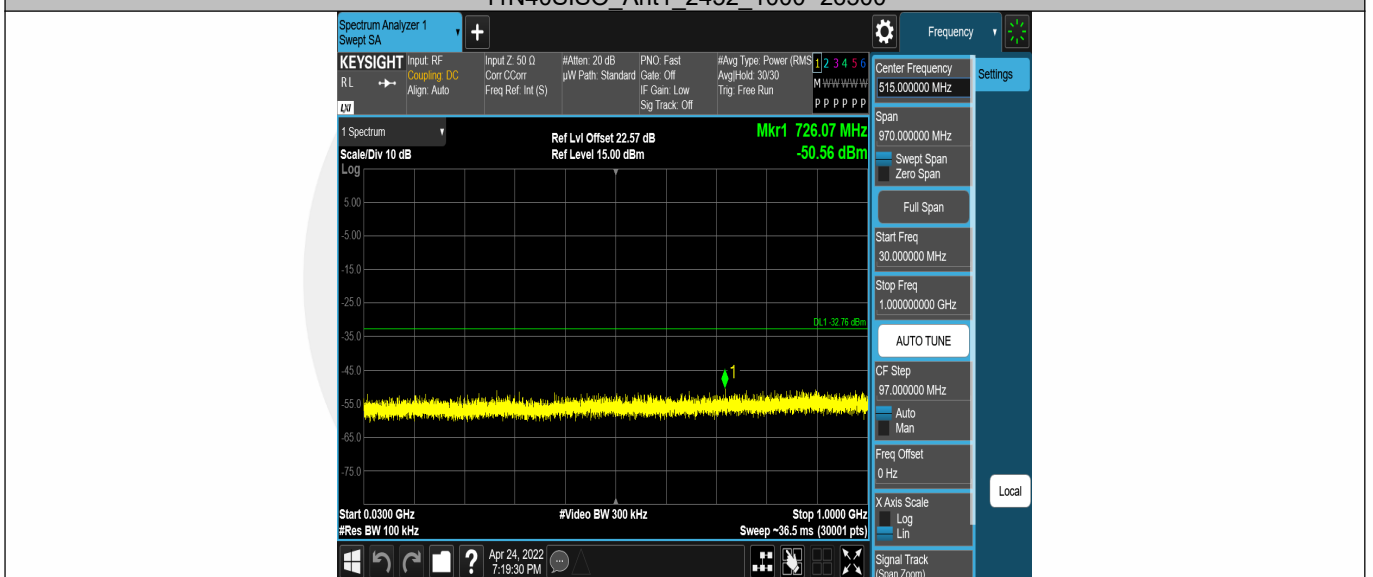 Spectrum Analyzer 1
Swept SA
+
Frequency
KEYSIGHT
RL
LXI
Input: RF
Coupling: DC
Align: Auto
Input Z: 50 Ω
Corr CCorr
Freq Ref: Int (S)
#Atten: 20 dB
µW Path: Standard
PNO: Fast
Gate: Off
IF Gain: Low
Sig Track: Off
#Avg Type: Power (RMS
Avg|Hold: 30/30
Trig: Free Run
1 2 3 4 5 6
M W W W W W
P P P P P P
1 Spectrum
Scale/Div 10 dB
Ref Lvl Offset 22.57 dB
Ref Level 15.00 dBm
Mkr1 726.07 MHz
-50.56 dBm
Log
5.00
-5.00
-15.0
-25.0
-35.0
-45.0
-55.0
-65.0
-75.0
DL1 -32.76 dBm
1
Start 0.0300 GHz
#Res BW 100 kHz
#Video BW 300 kHz
Stop 1.0000 GHz
Sweep ~36.5 ms (30001 pts)
?
Apr 24, 2022
7:19:30 PM
Center Frequency
515.000000 MHz
Settings
Span
970.000000 MHz
Swept Span
Zero Span
Full Span
Start Freq
30.000000 MHz
Stop Freq
1.000000000 GHz
AUTO TUNE
CF Step
97.000000 MHz
Auto
Man
Freq Offset
0 Hz
X Axis Scale
Log
Lin
Local
Signal Track
(Span Zoom)